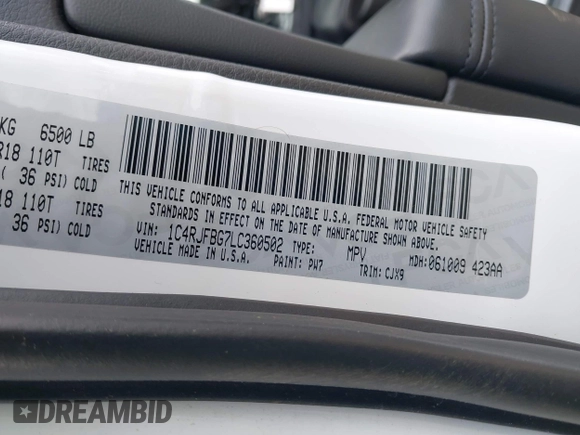 KG 6500 LB
R18 110T TIRES
( 36 PSI) COLD
18 110T TIRES
36 PSI) COLD
THIS VEHICLE CONFORMS TO ALL APPLICABLE U.S.A. FEDERAL MOTOR VEHICLE SAFETY
STANDARDS IN EFFECT ON THE DATE OF MANUFACTURE SHOWN ABOVE.
VIN: 1C4RJFBG7LC360502 TYPE: MPV MDH: 061009 423AA
VEHICLE MADE IN U.S.A. PAINT: PW7 TRIM: CJX9
DREAMBID